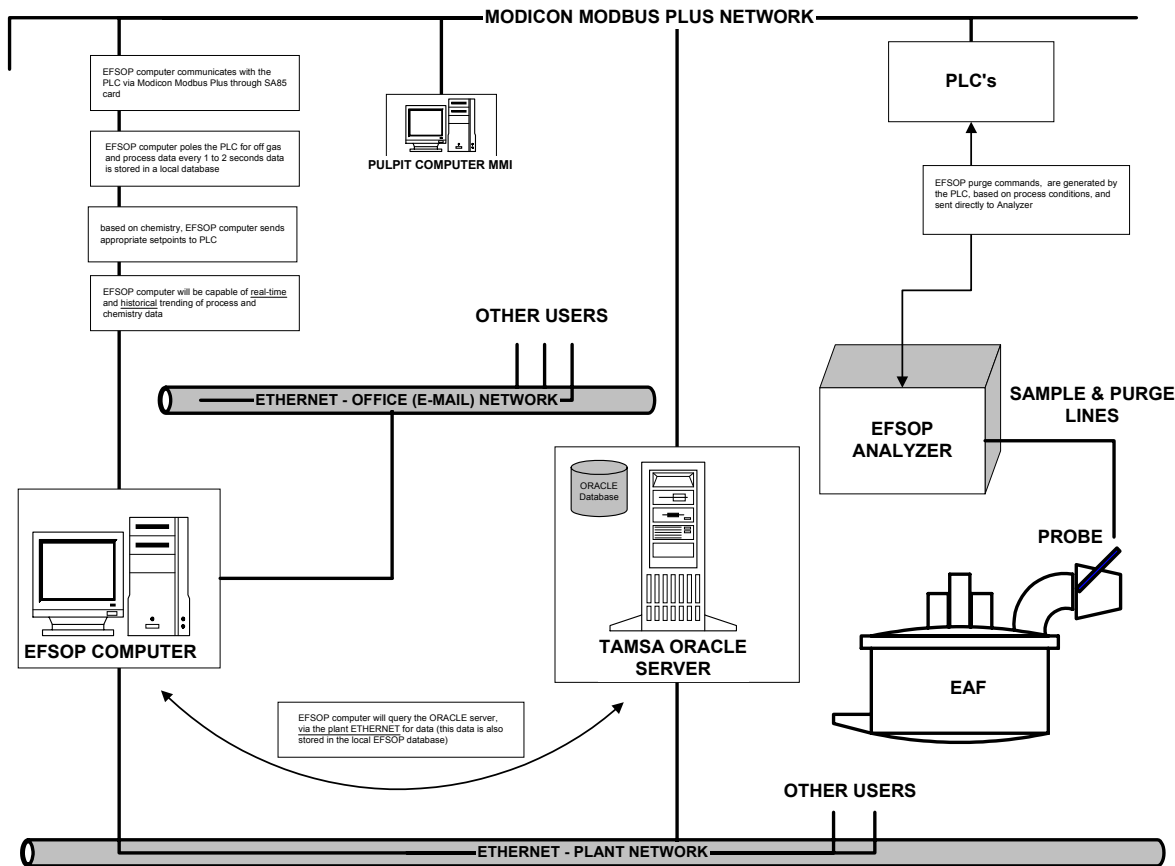 MODICON MODBUS PLUS NETWORK
EFSOP computer communicates with the
PLC via Modicon Modbus Plus through SA85
card
EFSOP computer poles the PLC for off gas
and process data every 1 to 2 seconds data
is stored in a local database
based on chemistry, EFSOP computer sends
appropriate setpoints to PLC
EFSOP computer will be capable of real-time
and historical trending of process and
chemistry data
PULPIT COMPUTER MMI
PLC's
EFSOP purge commands, are generated by
the PLC, based on process conditions, and
sent directly to Analyzer
OTHER USERS
ETHERNET - OFFICE (E-MAIL) NETWORK
EFSOP
ANALYZER
SAMPLE & PURGE
LINES
ORACLE
Database
PROBE
EFSOP COMPUTER
TAMSA ORACLE
SERVER
EAF
EFSOP computer will query the ORACLE server,
via the plant ETHERNET for data (this data is also
stored in the local EFSOP database)
OTHER USERS
ETHERNET - PLANT NETWORK